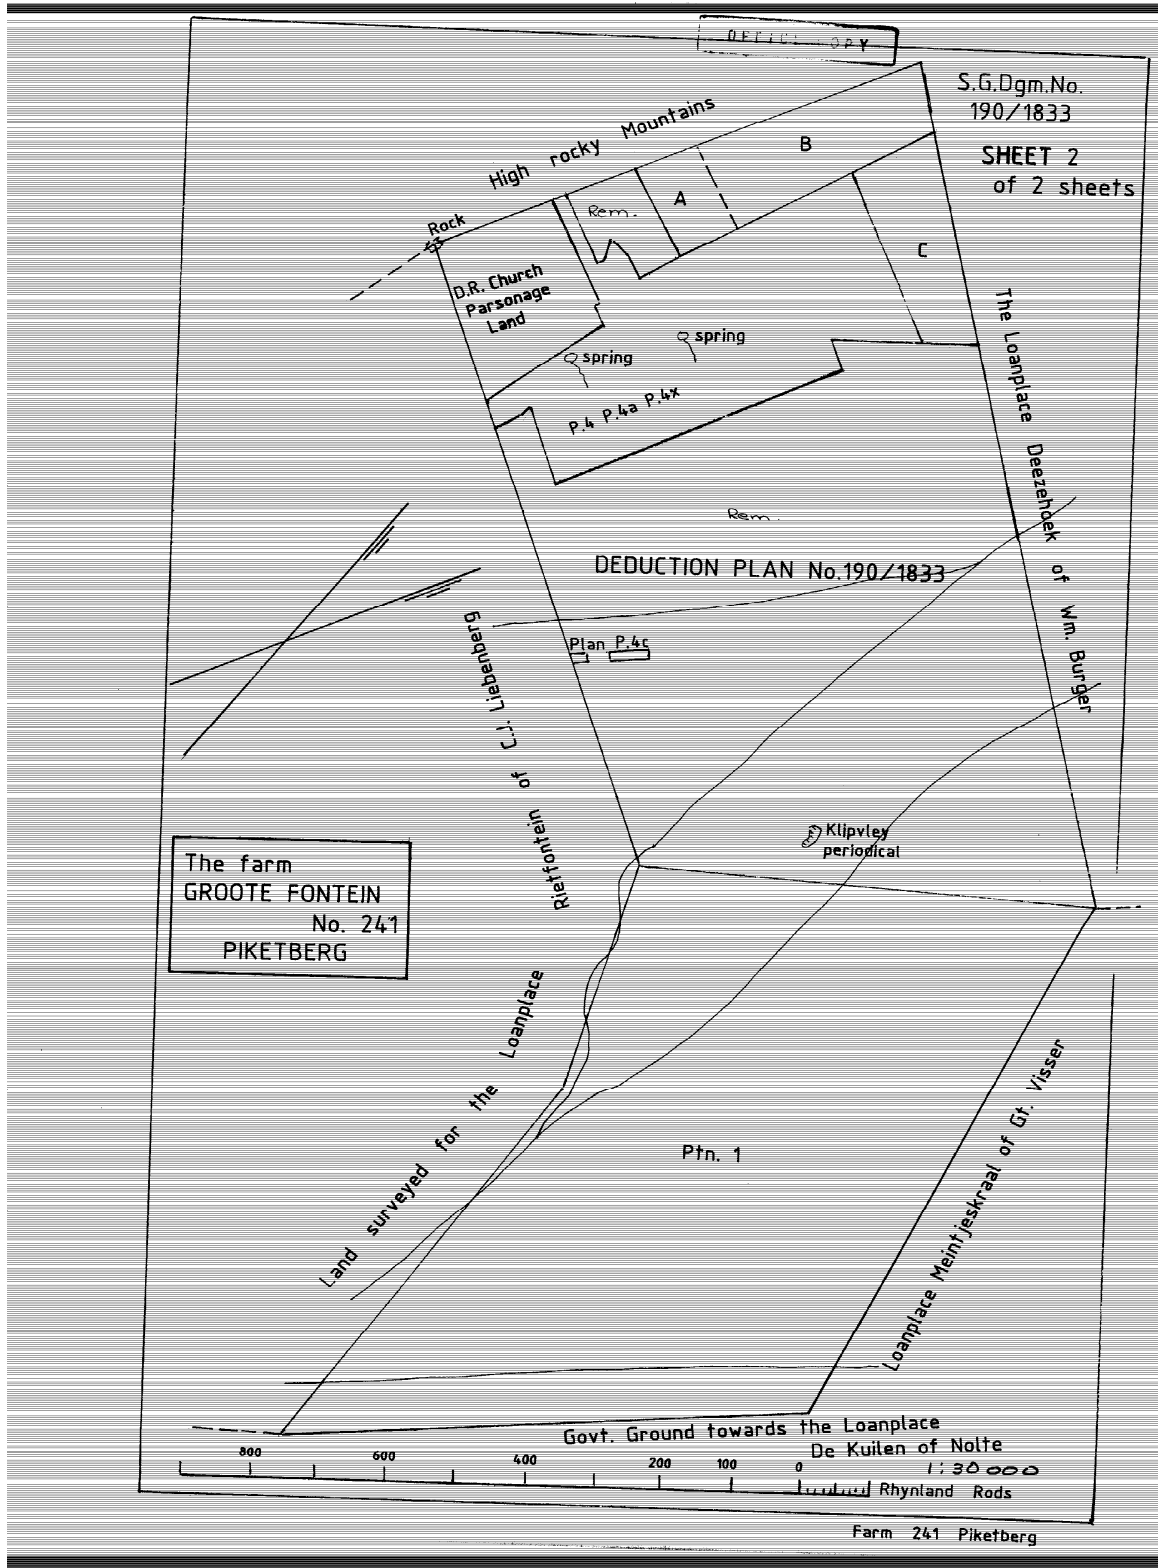 S.G.Dgm.No.
190/1833
SHEET 2
of 2 sheets
High rocky Mountains
B
A
Rem.
Rock
C
D.R. Church
Parsonage
Land
spring
spring
P.4 P.4a P.4x
The Loanplace Deezehoek of Wm. Burger
Rem.
DEDUCTION PLAN No.190/1833
Plan P.4c
Land surveyed for the Loanplace Rietfontein of C.J. Liebenberg
Klipvley
periodical
The farm
GROOTE FONTEIN
No. 241
PIKETBERG
Ptn. 1
Loanplace Meintjeskraal of Gt. Visser
Govt. Ground towards the Loanplace
De Kuilen of Nolte
1:30 000
800 600 400 200 100 0
Rhynland Rods
Farm 241 Piketberg